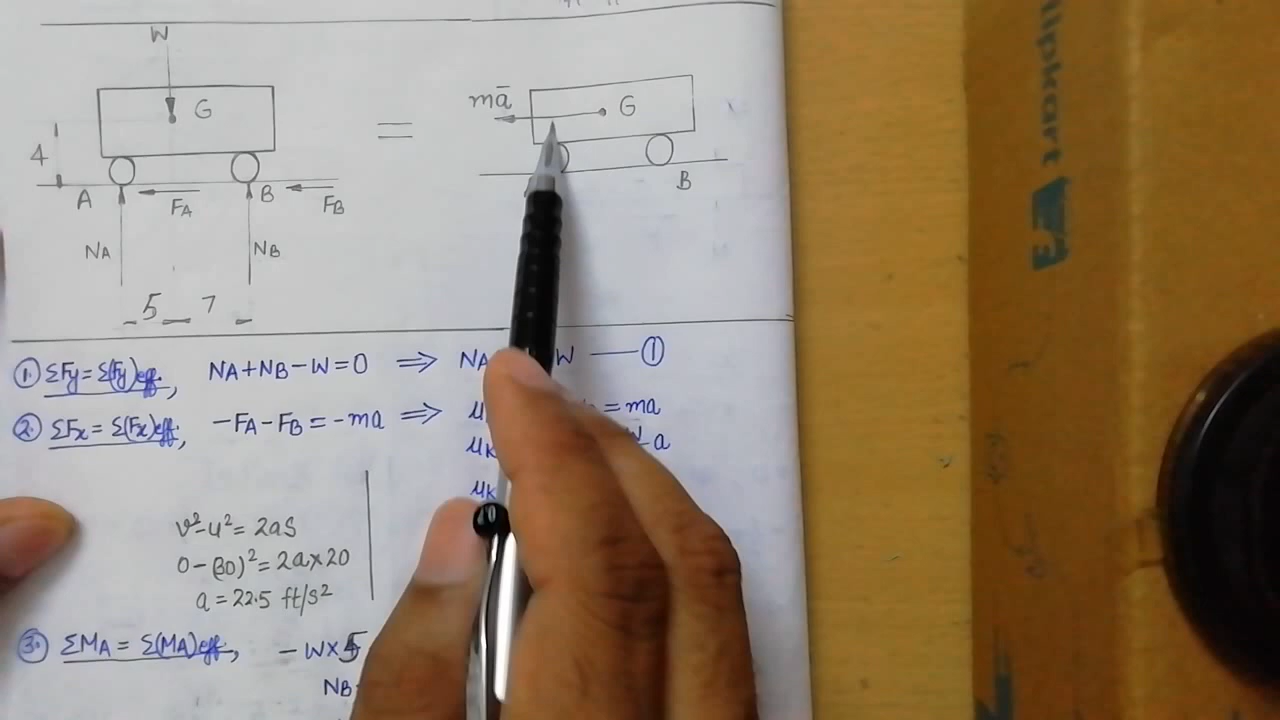 W
G
4
A
FA
B
FB
NA
NB
5 7
=
mā
G
B
① ΣFy = Σ(Fy)eff, NA+NB-W=0 ⇒ NA W — ①
② ΣFx = Σ(Fx)eff, -FA-FB=-ma ⇒ = ma
μk a
μk
v²-u²= 2aS
0-(30)²=2a×20
a=22.5 ft/s²
③ ΣMA = Σ(MA)eff, -W×5
NB
lipkart